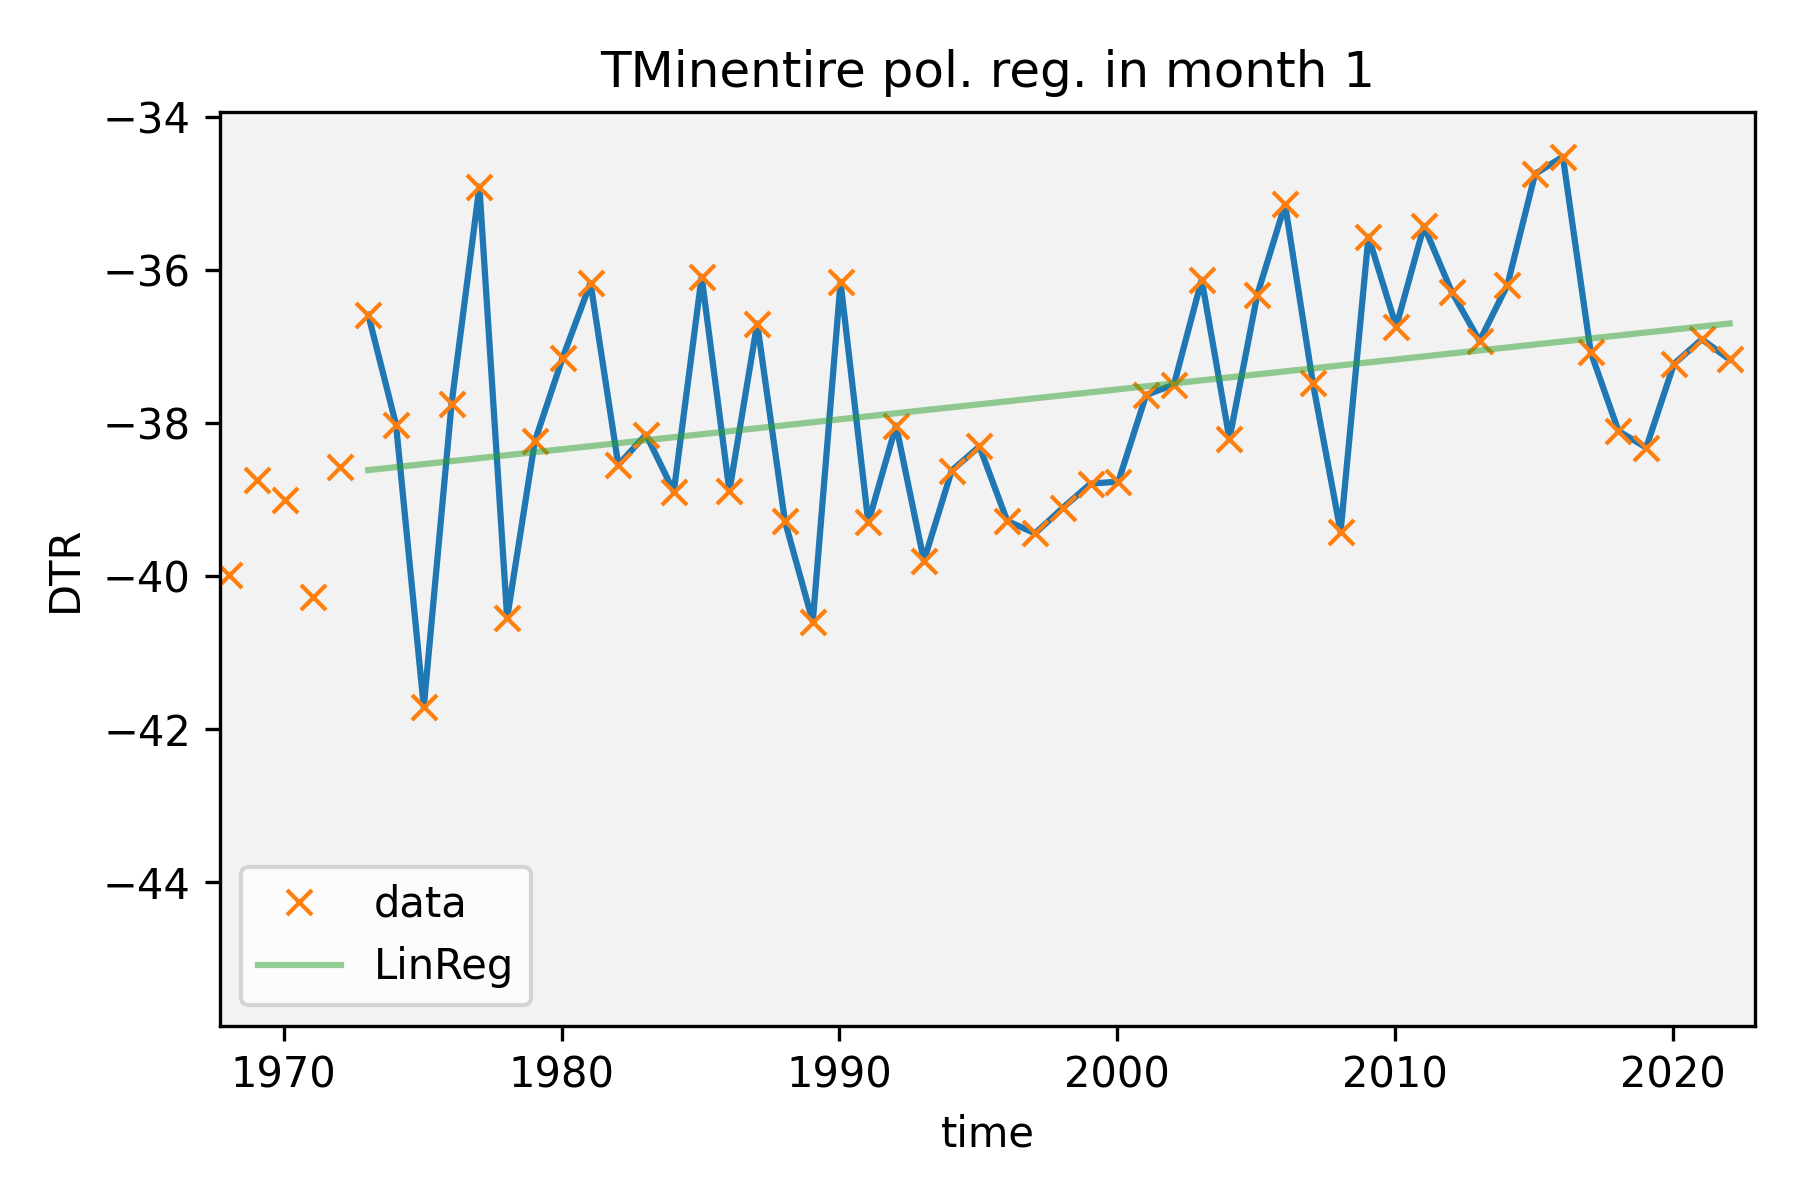 TMinentire pol. reg. in month 1
DTR
−34
−36
−38
−40
−42
−44
data
LinReg
1970 1980 1990 2000 2010 2020
time